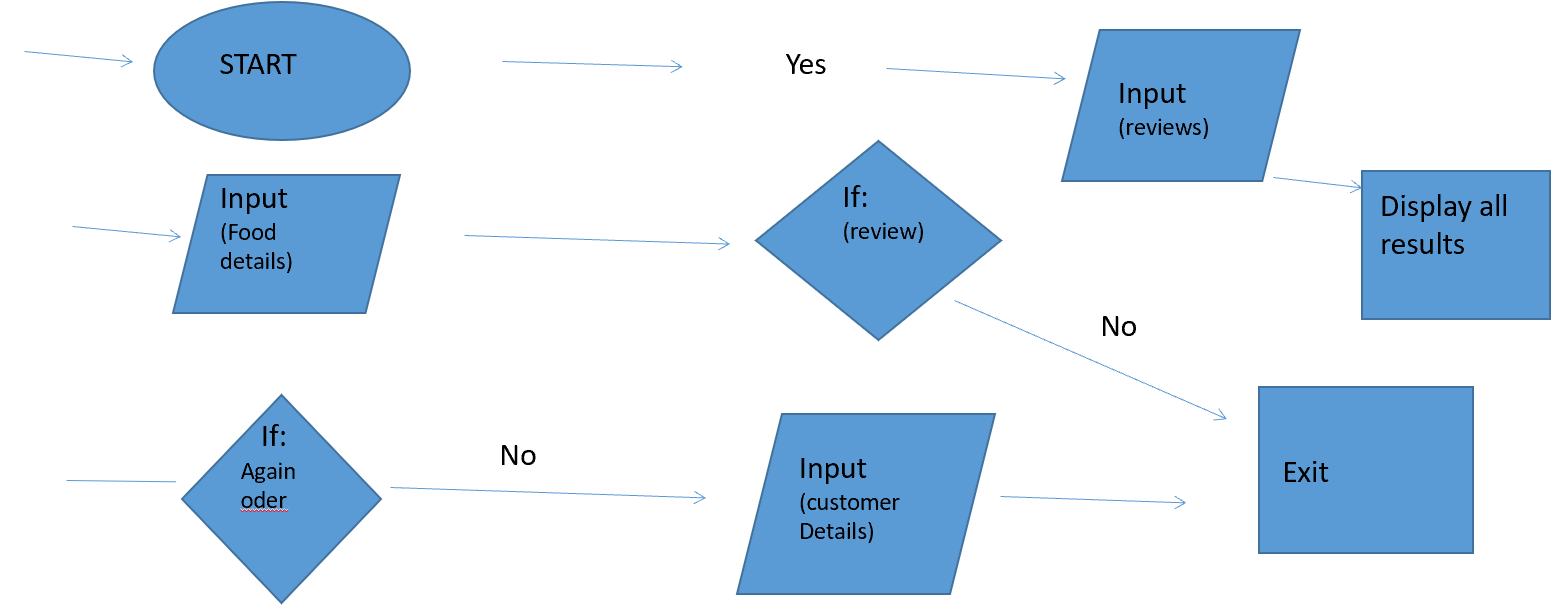 START
Yes
Input
(reviews)
Input
(Food
details)
If:
(review)
Display all
results
No
If:
Again
oder
No
Input
(customer
Details)
Exit